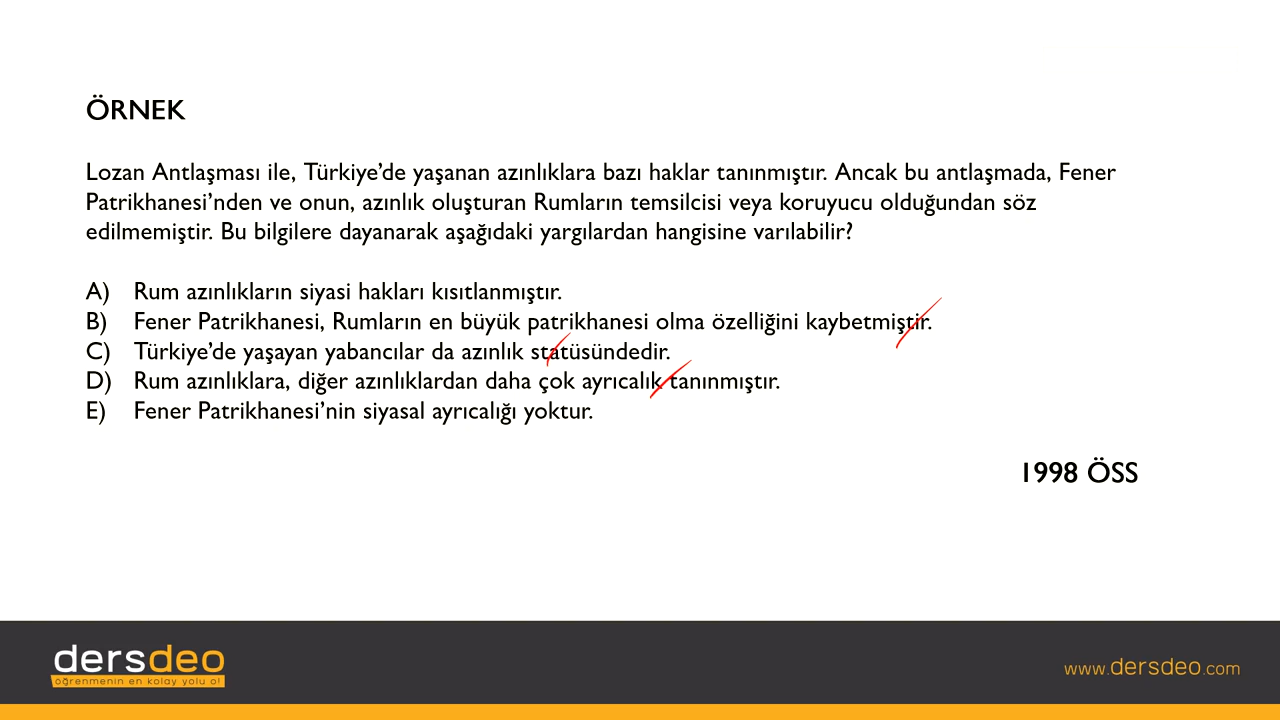 ÖRNEK
Lozan Antlaşması ile, Türkiye’de yaşanan azınlıklara bazı haklar tanınmıştır. Ancak bu antlaşmada, Fener
Patrikhanesi’nden ve onun, azınlık oluşturan Rumların temsilcisi veya koruyucu olduğundan söz
edilmemiştir. Bu bilgilere dayanarak aşağıdaki yargılardan hangisine varılabilir?
A) Rum azınlıkların siyasi hakları kısıtlanmıştır.
B) Fener Patrikhanesi, Rumların en büyük patrikhanesi olma özelliğini kaybetmiştir.
C) Türkiye’de yaşayan yabancılar da azınlık statüsündedir.
D) Rum azınlıklara, diğer azınlıklardan daha çok ayrıcalık tanınmıştır.
E) Fener Patrikhanesi’nin siyasal ayrıcalığı yoktur.
1998 ÖSS
dersdeo
öğrenmenin en kolay yolu o!
www.dersdeo.com